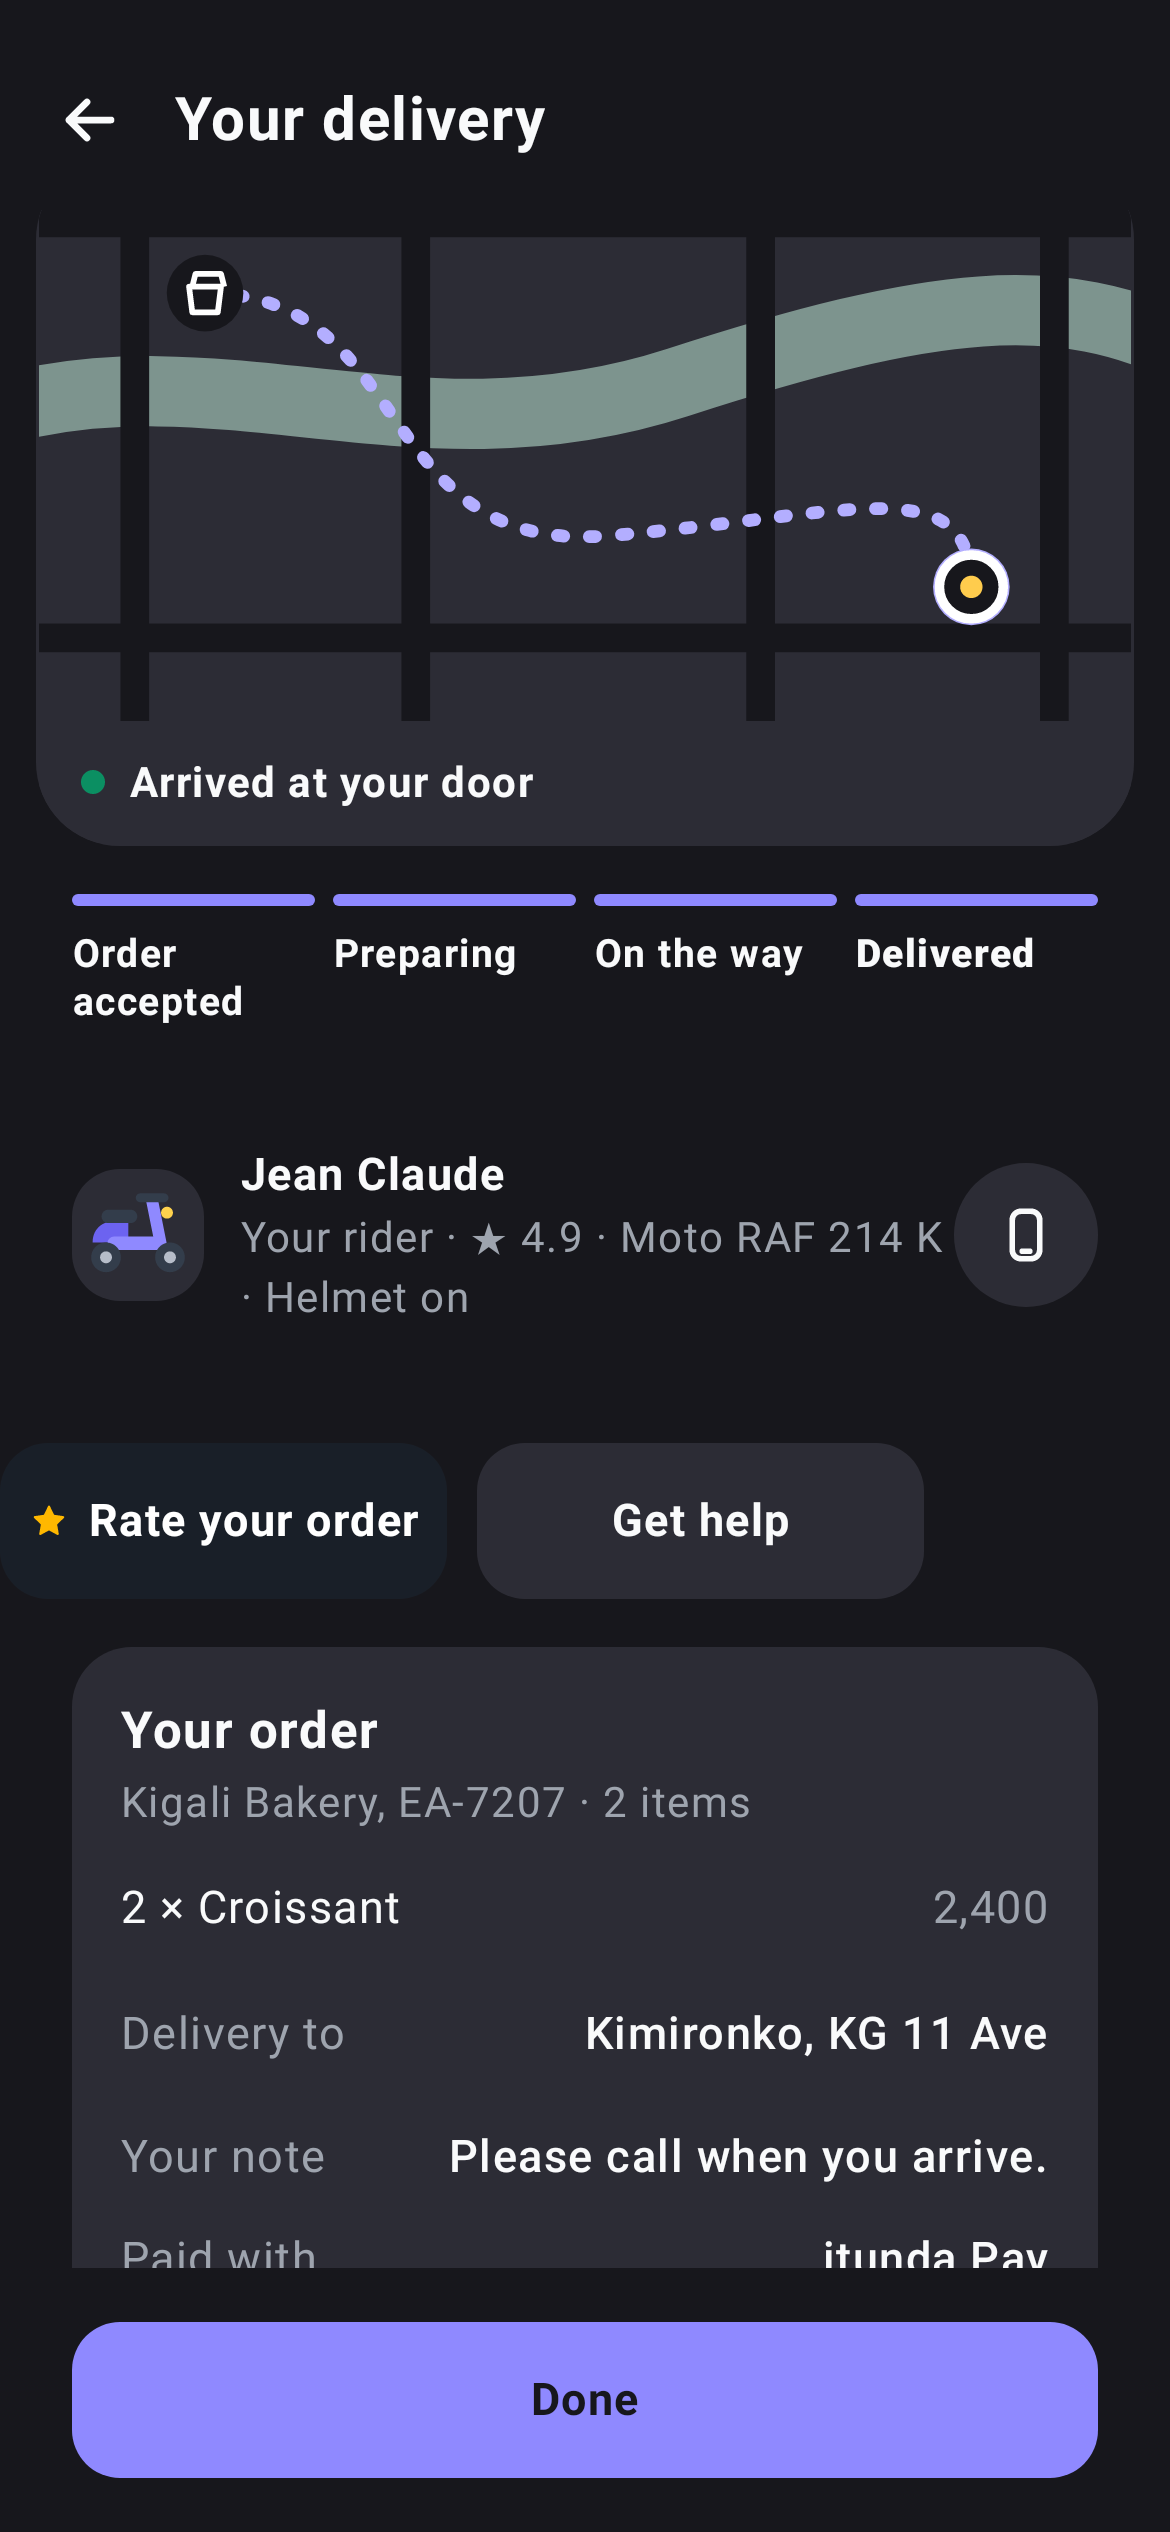 Your delivery
Arrived at your door
Order accepted
Preparing
On the way
Delivered
Jean Claude
Your rider · ★ 4.9 · Moto RAF 214 K
· Helmet on
Rate your order
Get help
Your order
Kigali Bakery, EA-7207 · 2 items
2 × Croissant 2,400
Delivery to Kimironko, KG 11 Ave
Your note Please call when you arrive.
Paid with itunda Pay
Done